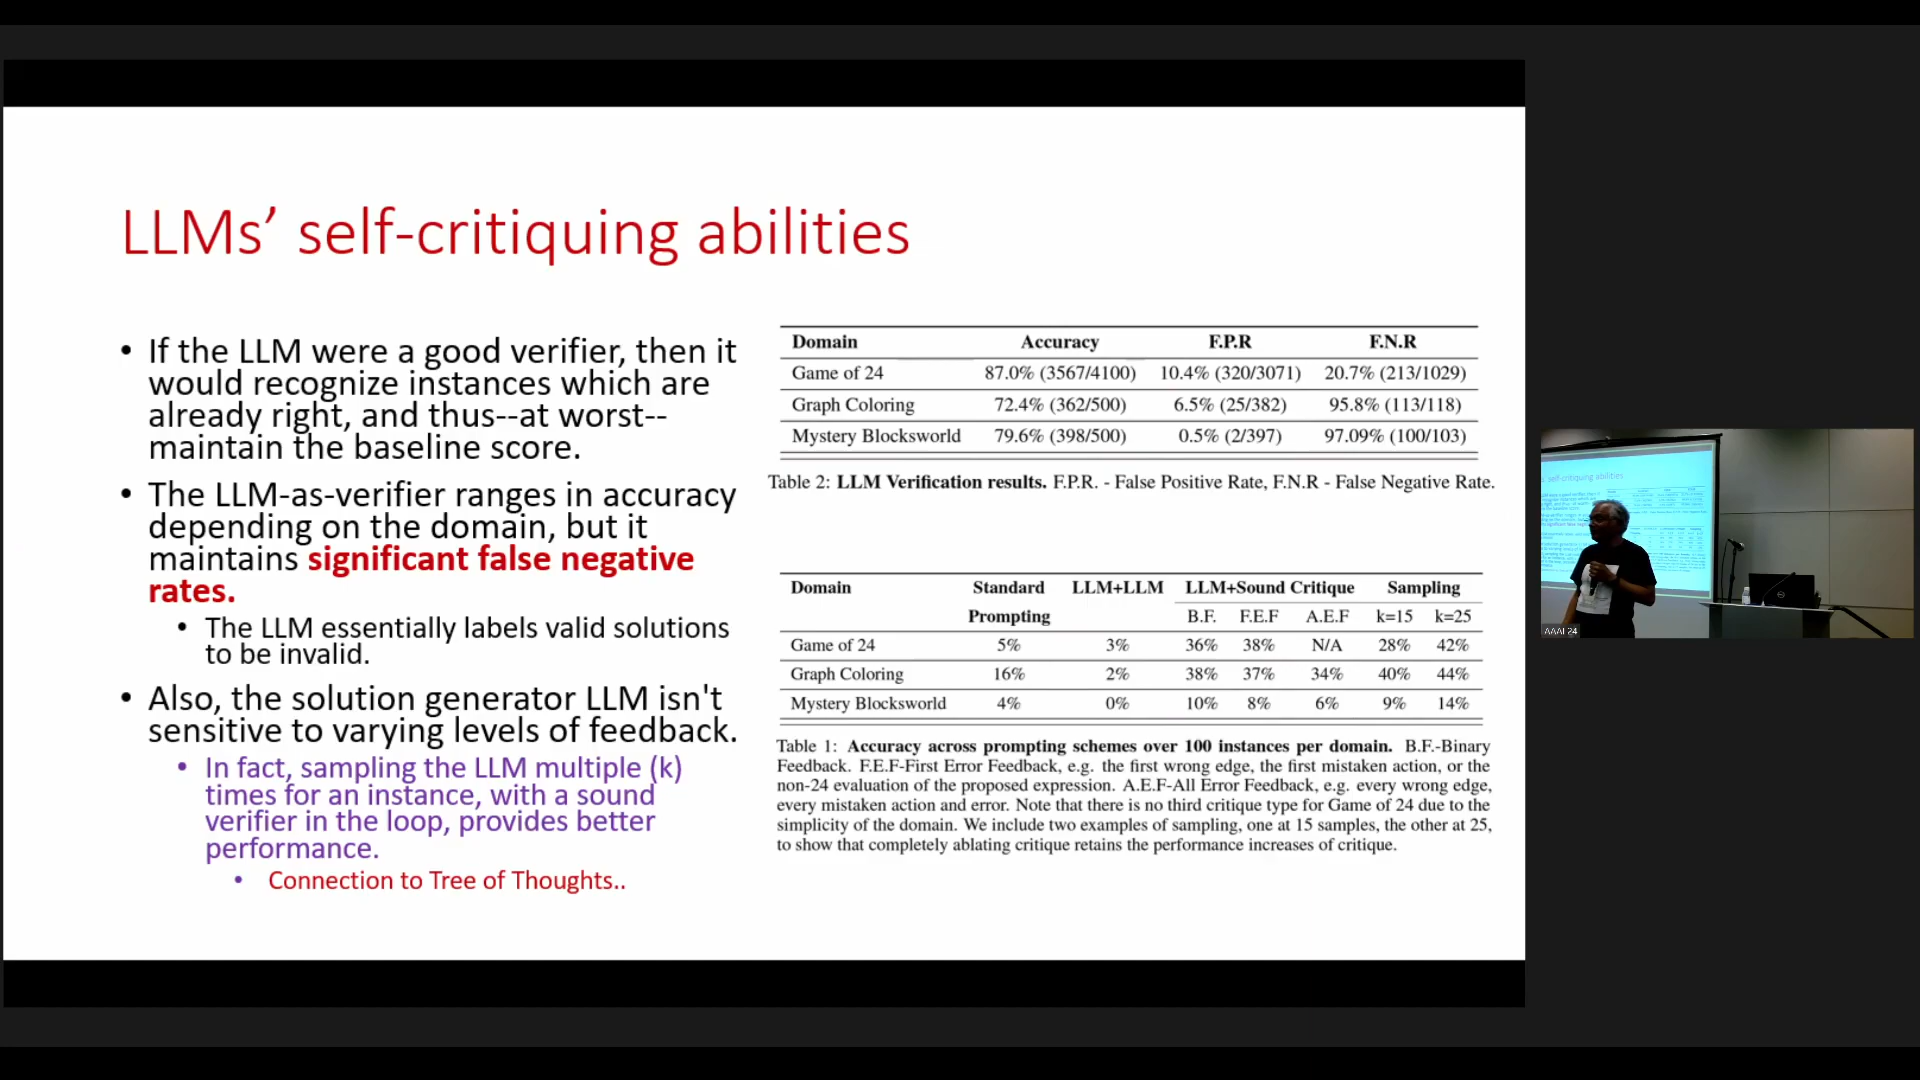 LLMs’ self-critiquing abilities
• If the LLM were a good verifier, then it
would recognize instances which are
already right, and thus--at worst--
maintain the baseline score.
• The LLM-as-verifier ranges in accuracy
depending on the domain, but it
maintains significant false negative
rates.
• The LLM essentially labels valid solutions
to be invalid.
• Also, the solution generator LLM isn't
sensitive to varying levels of feedback.
• In fact, sampling the LLM multiple (k)
times for an instance, with a sound
verifier in the loop, provides better
performance.
• Connection to Tree of Thoughts..
Domain Accuracy F.P.R F.N.R
Game of 24 87.0% (3567/4100) 10.4% (320/3071) 20.7% (213/1029)
Graph Coloring 72.4% (362/500) 6.5% (25/382) 95.8% (113/118)
Mystery Blocksworld 79.6% (398/500) 0.5% (2/397) 97.09% (100/103)
Table 2: LLM Verification results. F.P.R. - False Positive Rate, F.N.R - False Negative Rate.
Domain Standard LLM+LLM LLM+Sound Critique Sampling
Prompting B.F. F.E.F A.E.F k=15 k=25
Game of 24 5% 3% 36% 38% N/A 28% 42%
Graph Coloring 16% 2% 38% 37% 34% 40% 44%
Mystery Blocksworld 4% 0% 10% 8% 6% 9% 14%
Table 1: Accuracy across prompting schemes over 100 instances per domain. B.F.-Binary
Feedback. F.E.F-First Error Feedback, e.g. the first wrong edge, the first mistaken action, or the
non-24 evaluation of the proposed expression. A.E.F-All Error Feedback, e.g. every wrong edge,
every mistaken action and error. Note that there is no third critique type for Game of 24 due to the
simplicity of the domain. We include two examples of sampling, one at 15 samples, the other at 25,
to show that completely ablating critique retains the performance increases of critique.
self-critiquing abilities
AAAI 24